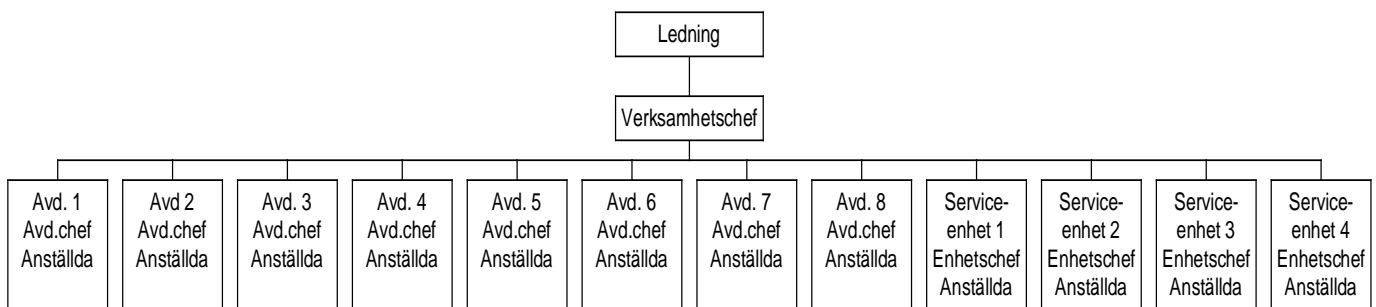 Ledning
Verksamhetschef
Avd. 1
Avd.chef
Anställda
Avd 2
Avd.chef
Anställda
Avd. 3
Avd.chef
Anställda
Avd. 4
Avd.chef
Anställda
Avd. 5
Avd.chef
Anställda
Avd. 6
Avd.chef
Anställda
Avd. 7
Avd.chef
Anställda
Avd. 8
Avd.chef
Anställda
Service-
enhet 1
Enhetschef
Anställda
Service-
enhet 2
Enhetschef
Anställda
Service-
enhet 3
Enhetschef
Anställda
Service-
enhet 4
Enhetschef
Anställda